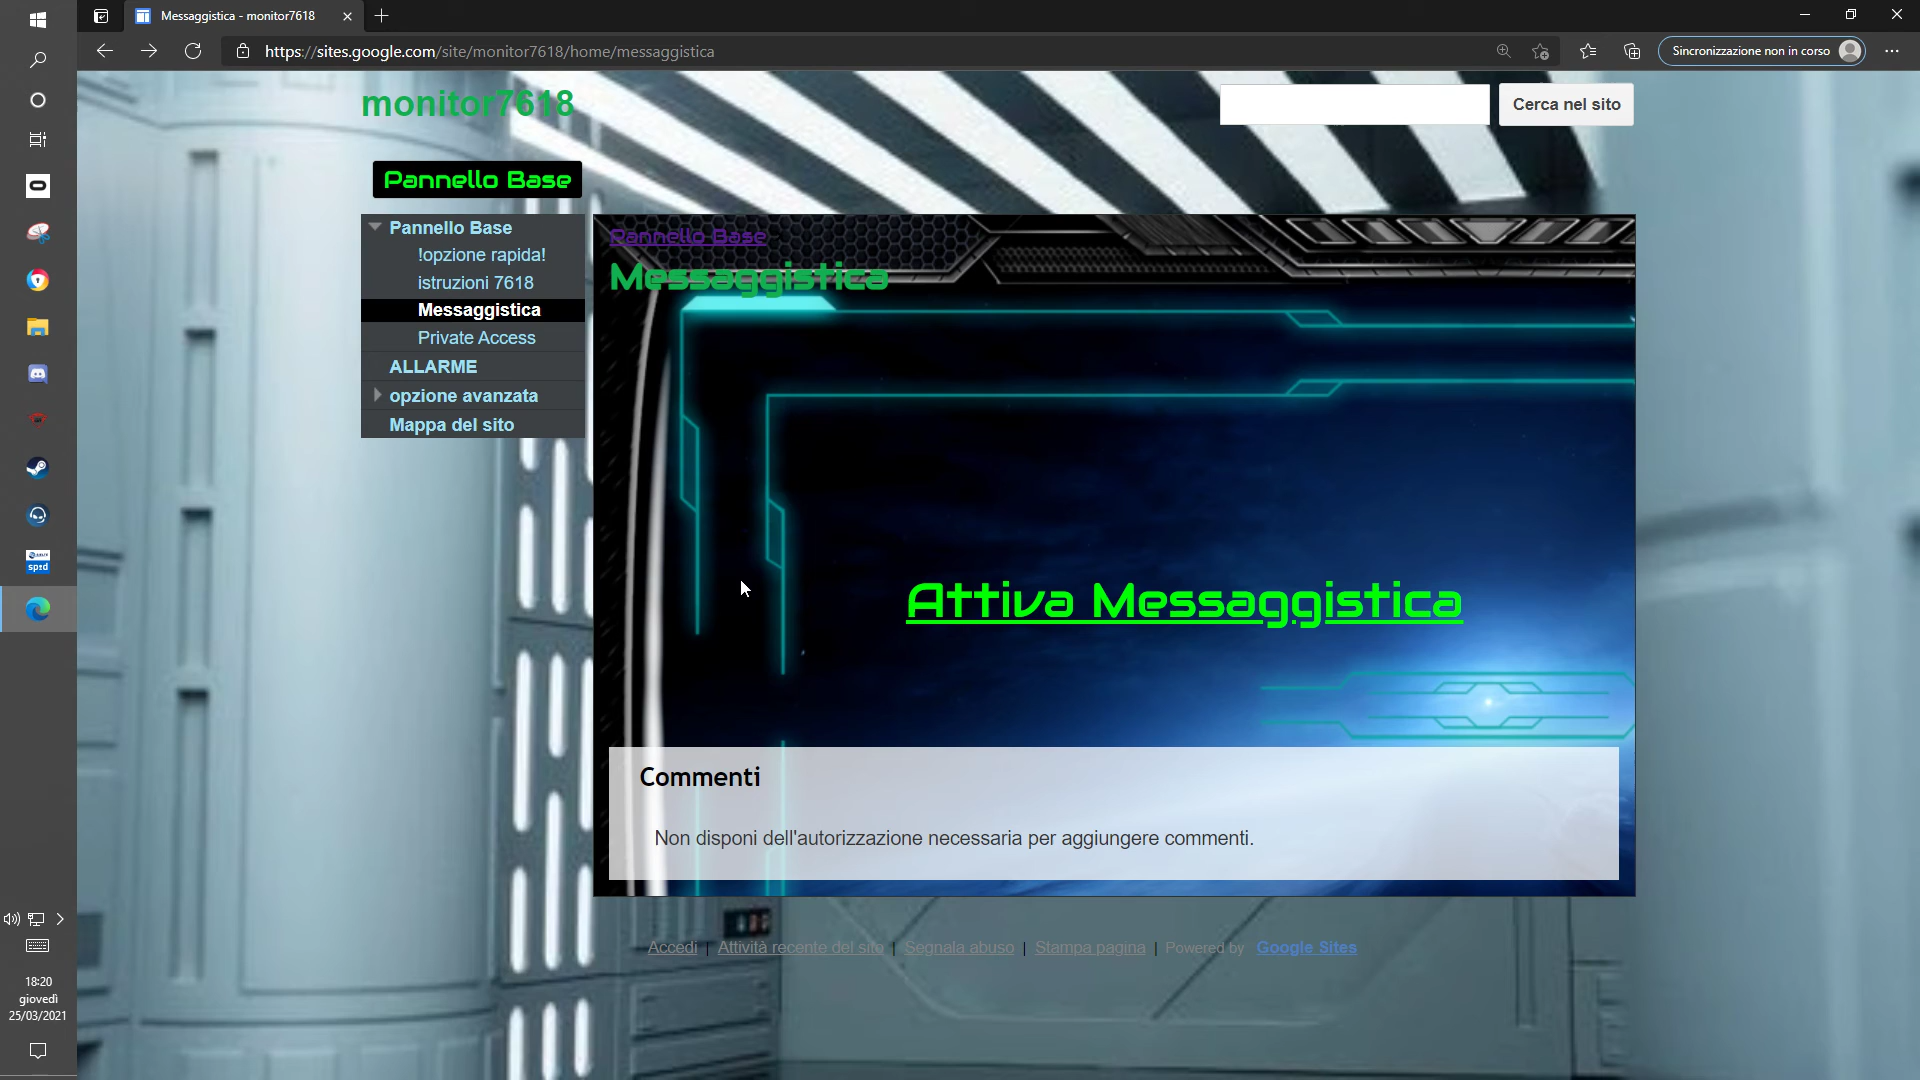 Messaggistica - monitor7618
https://sites.google.com/site/monitor7618/home/messaggistica
Sincronizzazione non in corso
monitor7618
Cerca nel sito
Pannello Base
Pannello Base
!opzione rapida!
istruzioni 7618
Messaggistica
Private Access
ALLARME
opzione avanzata
Mappa del sito
Pannello Base
Messaggistica
Attiva Messaggistica
Commenti
Non disponi dell'autorizzazione necessaria per aggiungere commenti.
Accedi | Attività recente del sito | Segnala abuso | Stampa pagina | Powered by Google Sites
spid
18:20
giovedì
25/03/2021